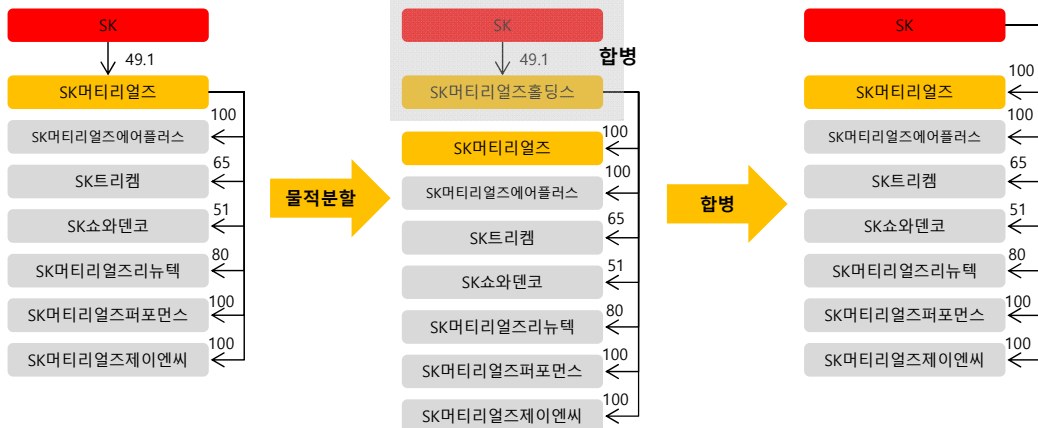 SK
49.1
SK머티리얼즈
100
SK머티리얼즈에어플러스
65
SK트리켐
51
SK쇼와덴코
80
SK머티리얼즈리뉴텍
100
SK머티리얼즈퍼포먼스
100
SK머티리얼즈제이엔씨
물적분할
SK
49.1
합병
SK머티리얼즈홀딩스
100
SK머티리얼즈
100
SK머티리얼즈에어플러스
65
SK트리켐
51
SK쇼와덴코
80
SK머티리얼즈리뉴텍
100
SK머티리얼즈퍼포먼스
100
SK머티리얼즈제이엔씨
합병
SK
100
SK머티리얼즈
100
SK머티리얼즈에어플러스
65
SK트리켐
51
SK쇼와덴코
80
SK머티리얼즈리뉴텍
100
SK머티리얼즈퍼포먼스
100
SK머티리얼즈제이엔씨